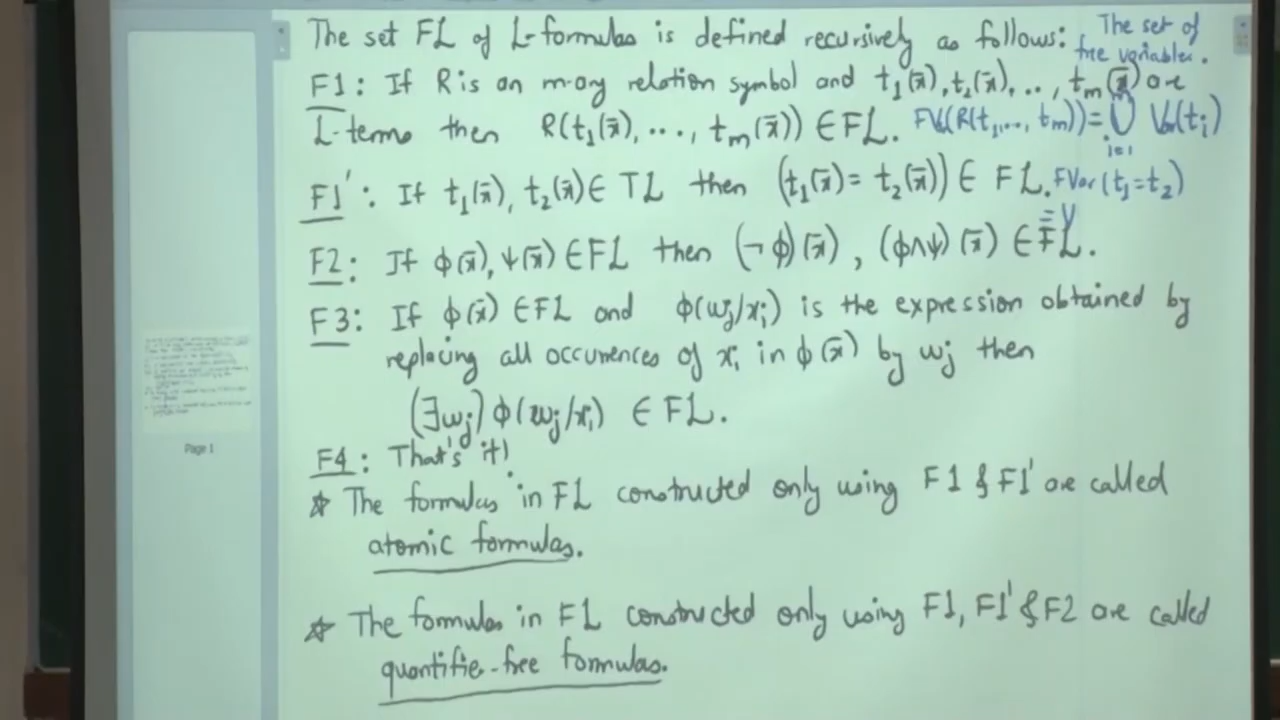 The set FL of L-formulas is defined recursively as follows: The set of
free variables.
F1: If R is an m-ary relation symbol and t₁(x̄), t₂(x̄), .., tₘ(x̄) are
L-terms then R(t₁(x̄), ..., tₘ(x̄)) ∈ FL. FV(R(t₁,..., tₘ)) = ⋃ᵢ₌₁ᵐ Var(tᵢ)
F1': If t₁(x̄), t₂(x̄) ∈ TL then (t₁(x̄) = t₂(x̄)) ∈ FL. FVar(t₁=t₂)
= V
F2: If ϕ(x̄), ψ(x̄) ∈ FL then (¬ϕ)(x̄), (ϕ∧ψ)(x̄) ∈ FL.
F3: If ϕ(x̄) ∈ FL and ϕ(wⱼ/xᵢ) is the expression obtained by
replacing all occurrences of xᵢ in ϕ(x̄) by wⱼ then
(∃wⱼ)ϕ(wⱼ/xᵢ) ∈ FL.
F4: That's it!
☆ The formulas in FL constructed only using F1 & F1' are called
atomic formulas.
☆ The formulas in FL constructed only using F1, F1' & F2 are called
quantifie-free formulas.
Page 1